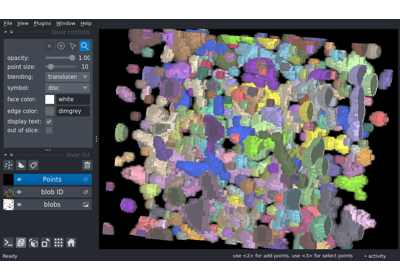 File View Plugins Window Help
layer controls
opacity: 1.00
point size: 10
blending: translucen
symbol: disc
face color: white
edge color: dimgrey
display text: ✓
out of slice:
layer list
Points
blob ID
blobs
Ready
use <2> for add points, use <3> for select points
activity